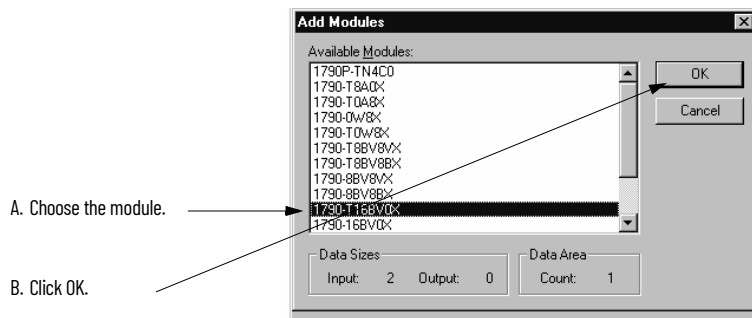 Add Modules
Available Modules:
1790P-TN4C0
1790-T8A0X
1790-T0A8X
1790-0W8X
1790-T0W8X
1790-T8BV8VX
1790-T8BV8BX
1790-8BV8VX
1790-8BV8BX
1790-T16BV0X
1790-16BV0X
OK
Cancel
A. Choose the module.
Data Sizes
Input: 2 Output: 0
Data Area
Count: 1
B. Click OK.